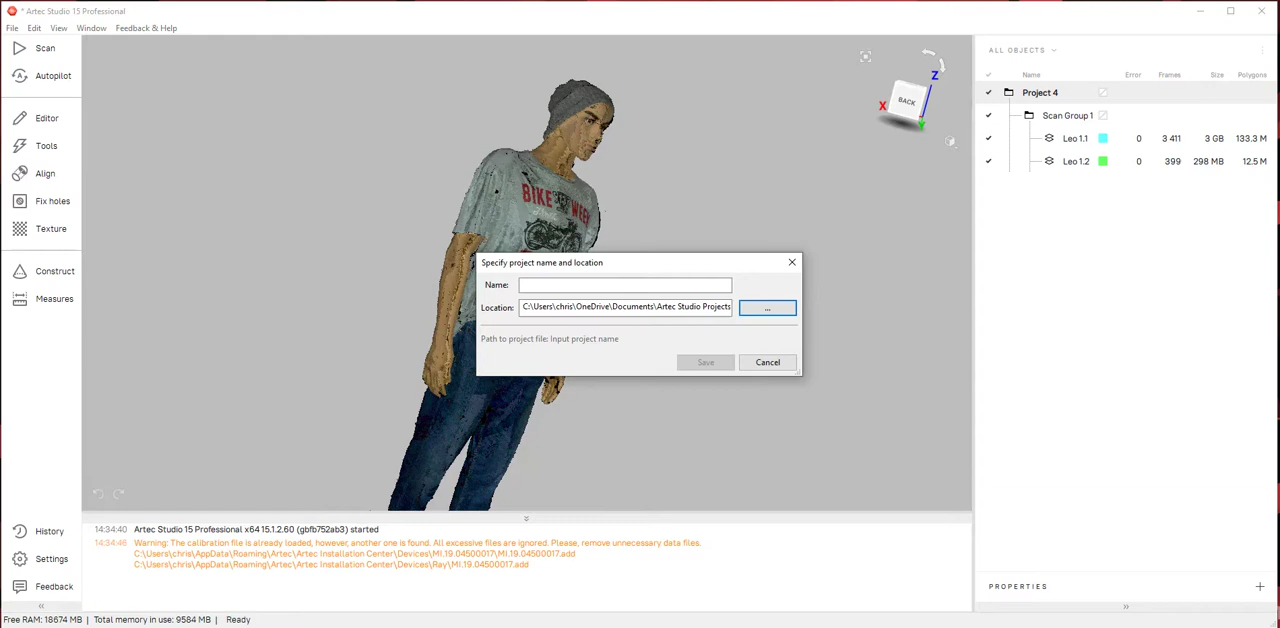 * Artec Studio 15 Professional
File Edit View Window Feedback & Help
Scan
Autopilot
Editor
Tools
Align
Fix holes
Texture
Construct
Measures
History
Settings
Feedback
BACK
X
Z
Y
BIKE WEEK
Specify project name and location
Name:
Location: C:\Users\chris\OneDrive\Documents\Artec Studio Projects
...
Path to project file: Input project name
Save Cancel
14:34:40 Artec Studio 15 Professional x64 15.1.2.60 (gbfb752ab3) started
14:34:46 Warning: The calibration file is already loaded, however, another one is found. All excessive files are ignored. Please, remove unnecessary data files.
C:\Users\chris\AppData\Roaming\Artec\Artec Installation Center\Devices\MI.19.04500017\MI.19.04500017.add
C:\Users\chris\AppData\Roaming\Artec\Artec Installation Center\Devices\Ray\MI.19.04500017.add
ALL OBJECTS
Name Error Frames Size Polygons
Project 4
Scan Group 1
Leo 1.1 0 3 411 3 GB 133.3 M
Leo 1.2 0 399 298 MB 12.5 M
PROPERTIES
Free RAM: 18674 MB | Total memory in use: 9584 MB | Ready